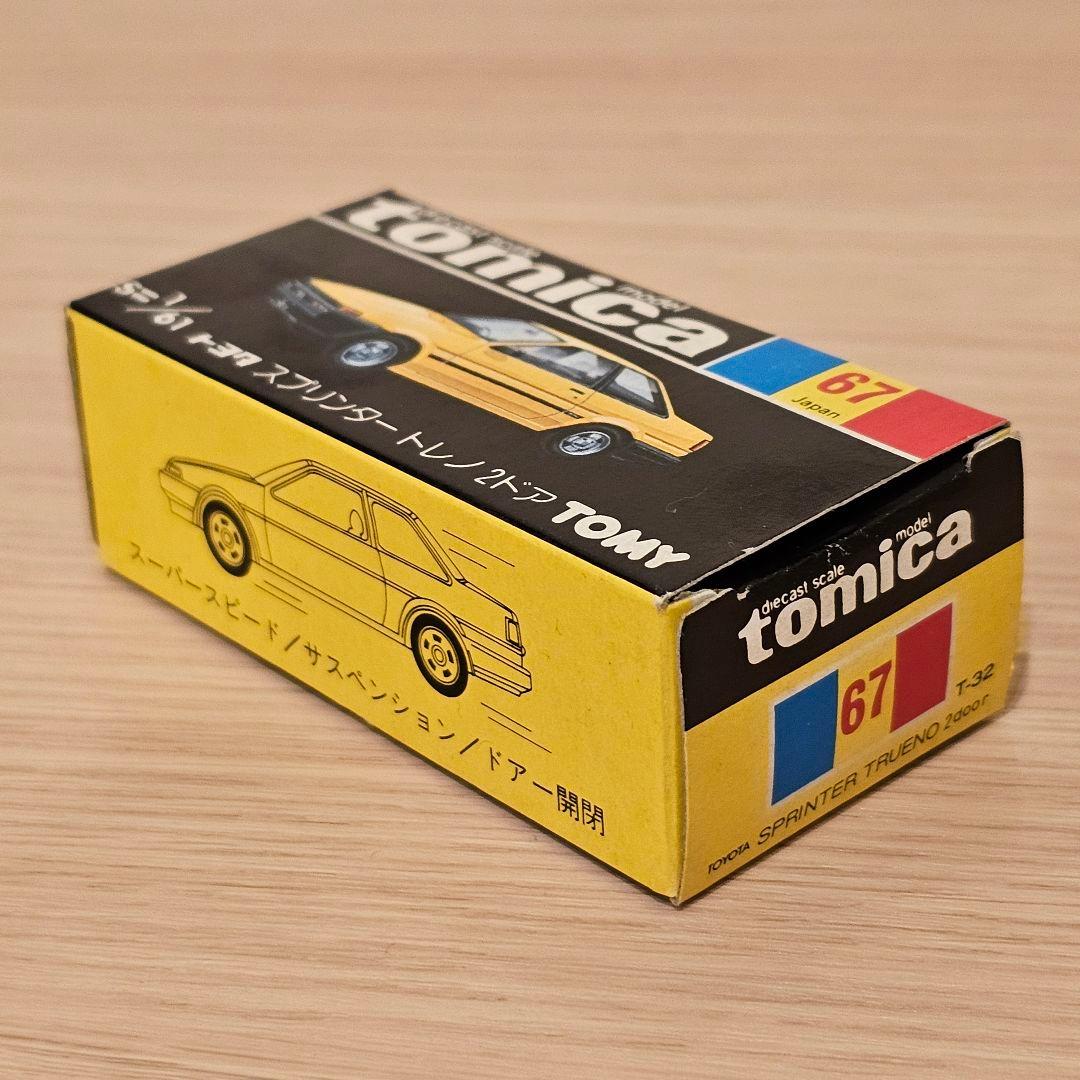 diecast scale model
tomica
67
Japan
S=1/61 トヨタ スプリンタートレノ2ドア TOMY
スーパースピード/サスペンション/ドアー開閉
diecast scale model
tomica
67
T-32
TOYOTA SPRINTER TRUENO 2door